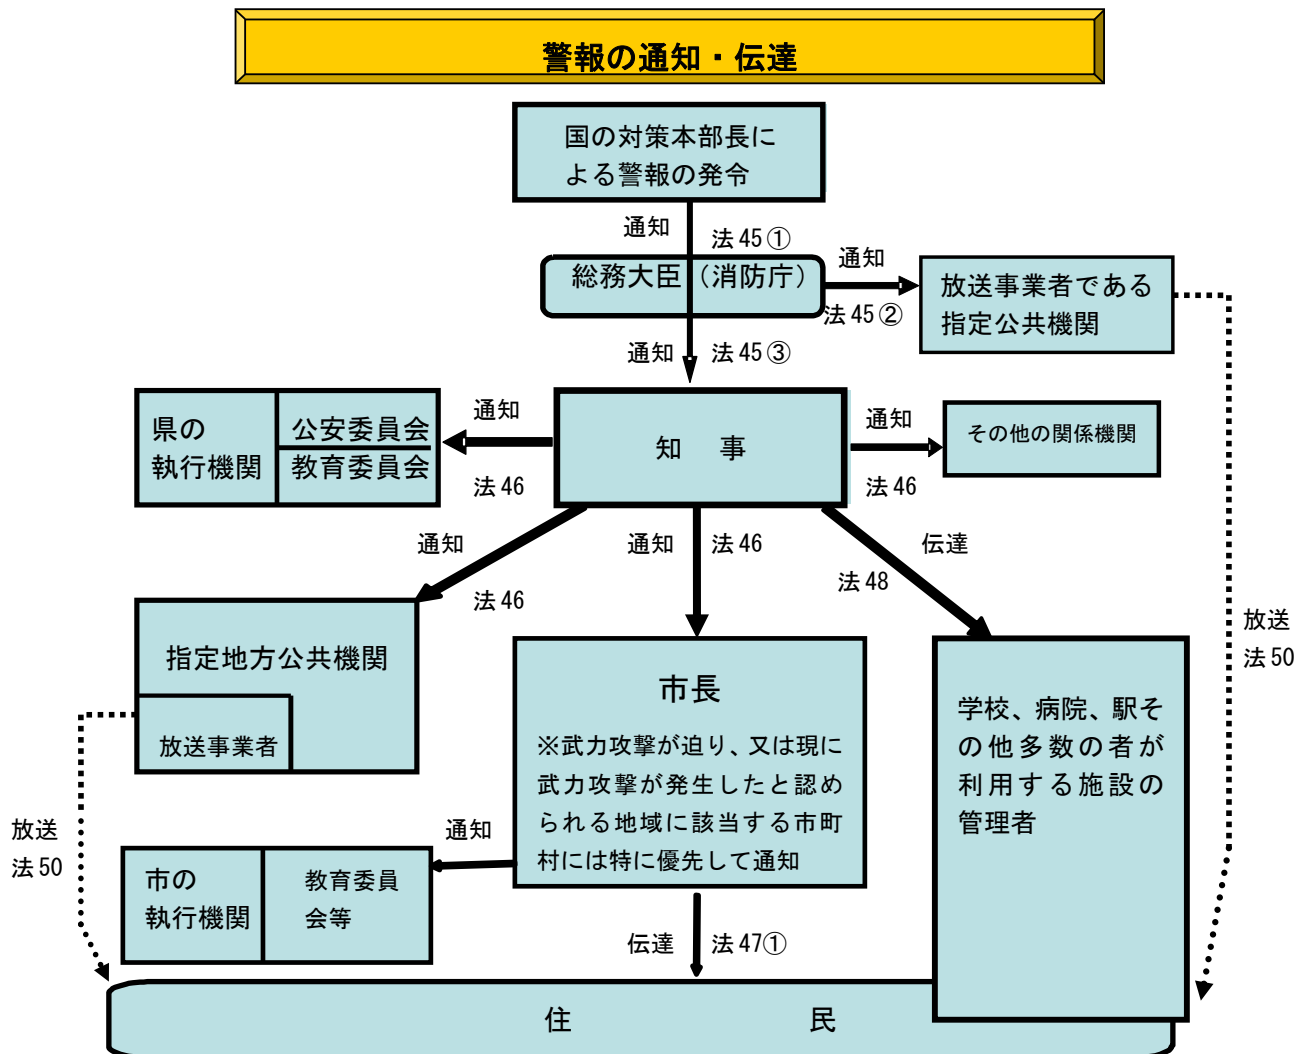 警報の通知・伝達
国の対策本部長に
よる警報の発令
通知
法45①
総務大臣（消防庁）
通知
法45②
放送事業者である
指定公共機関
通知
法45③
県の
執行機関
公安委員会
教育委員会
通知
法46
知　事
通知
法46
その他の関係機関
通知
法46
通知
法46
伝達
法48
放送
法50
指定地方公共機関
放送事業者
市長
※武力攻撃が迫り、又は現に
武力攻撃が発生したと認め
られる地域に該当する市町
村には特に優先して通知
学校、病院、駅そ
の他多数の者が
利用する施設の
管理者
放送
法50
通知
市の
執行機関
教育委員
会等
伝達
法47①
住　民